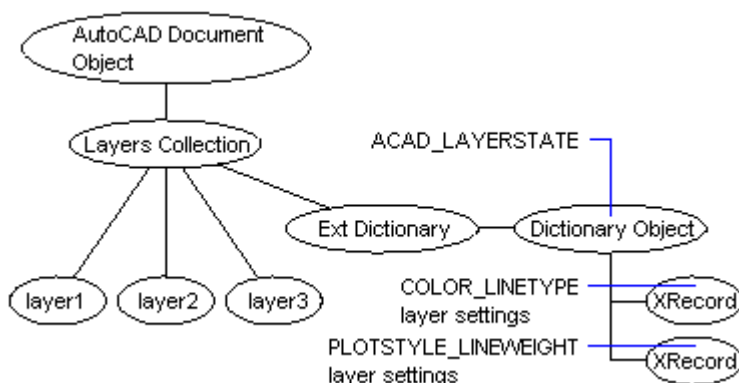 AutoCAD Document
Object
Layers Collection
ACAD_LAYERSTATE
Ext Dictionary
Dictionary Object
layer1
layer2
layer3
COLOR_LINETYPE
layer settings
XRecord
PLOTSTYLE_LINEWEIGHT
layer settings
XRecord